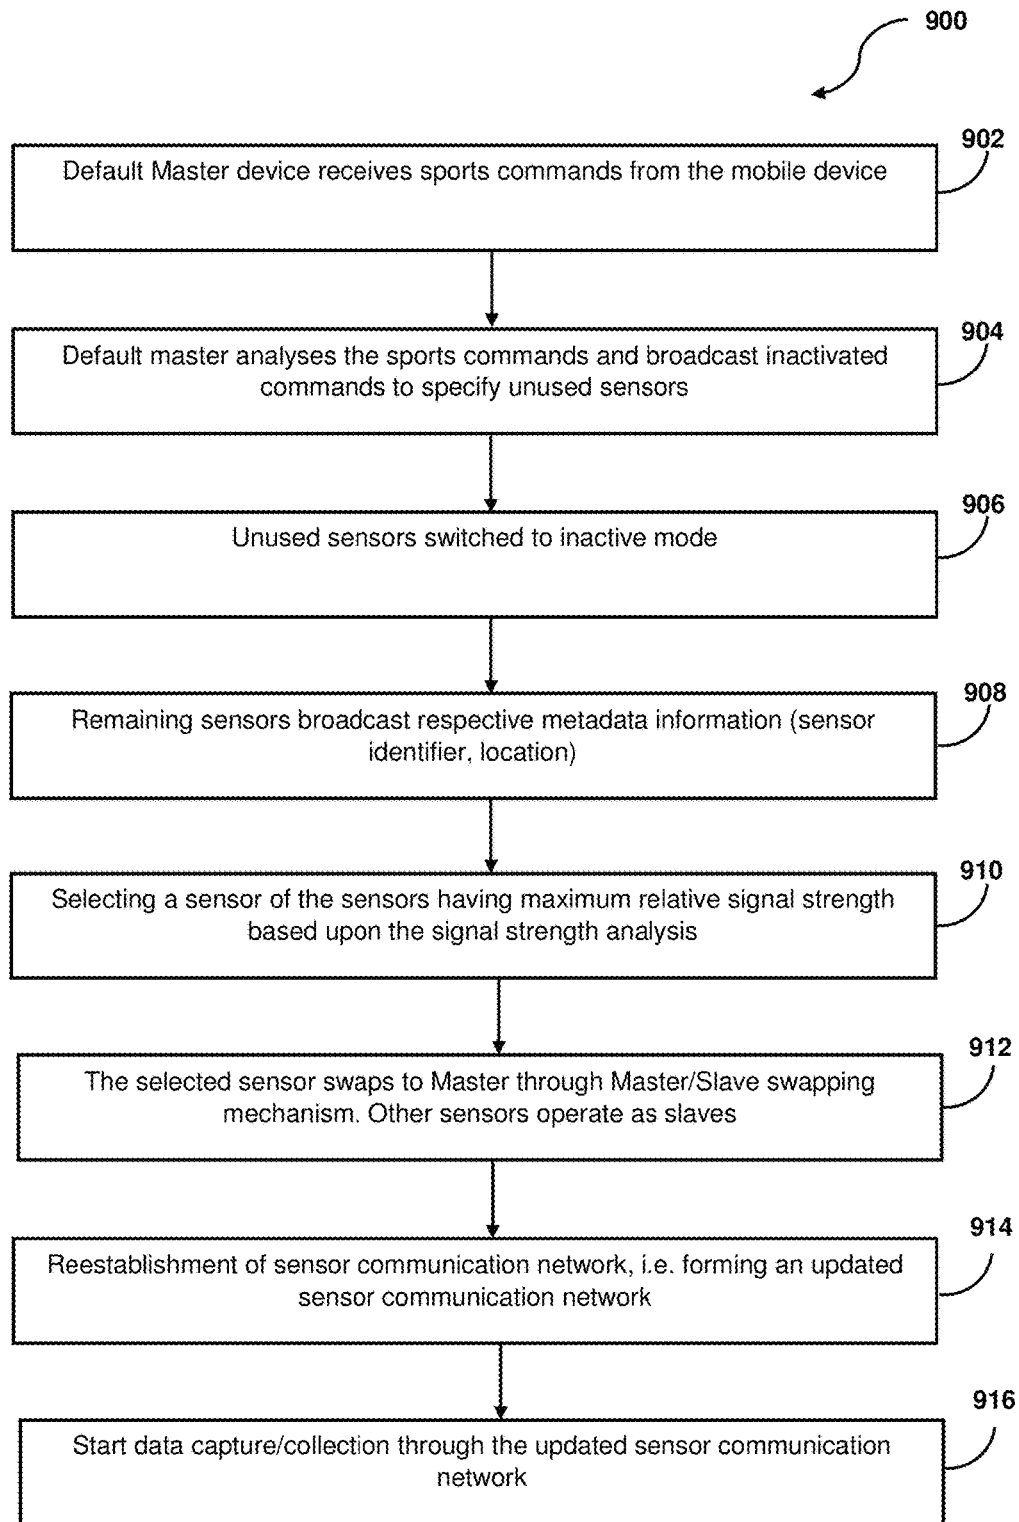 900
902
Default Master device receives sports commands from the mobile device
904
Default master analyses the sports commands and broadcast inactivated
commands to specify unused sensors
906
Unused sensors switched to inactive mode
908
Remaining sensors broadcast respective metadata information (sensor
identifier, location)
910
Selecting a sensor of the sensors having maximum relative signal strength
based upon the signal strength analysis
912
The selected sensor swaps to Master through Master/Slave swapping
mechanism. Other sensors operate as slaves
914
Reestablishment of sensor communication network, i.e. forming an updated
sensor communication network
916
Start data capture/collection through the updated sensor communication
network